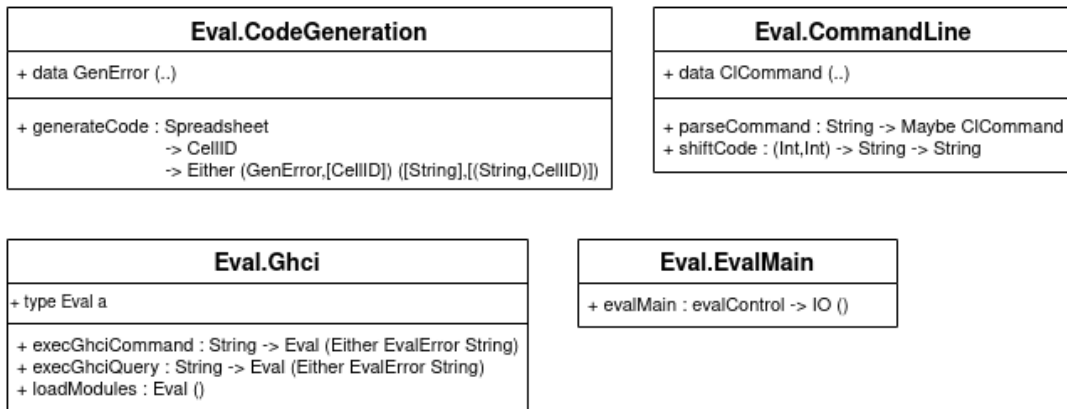 Eval.CodeGeneration
+ data GenError (..)
+ generateCode : Spreadsheet
-> CellID
-> Either (GenError,[CellID]) ([String],[(String,CellID)])
Eval.CommandLine
+ data ClCommand (..)
+ parseCommand : String -> Maybe ClCommand
+ shiftCode : (Int,Int) -> String -> String
Eval.Ghci
+ type Eval a
+ execGhciCommand : String -> Eval (Either EvalError String)
+ execGhciQuery : String -> Eval (Either EvalError String)
+ loadModules : Eval ()
Eval.EvalMain
+ evalMain : evalControl -> IO ()